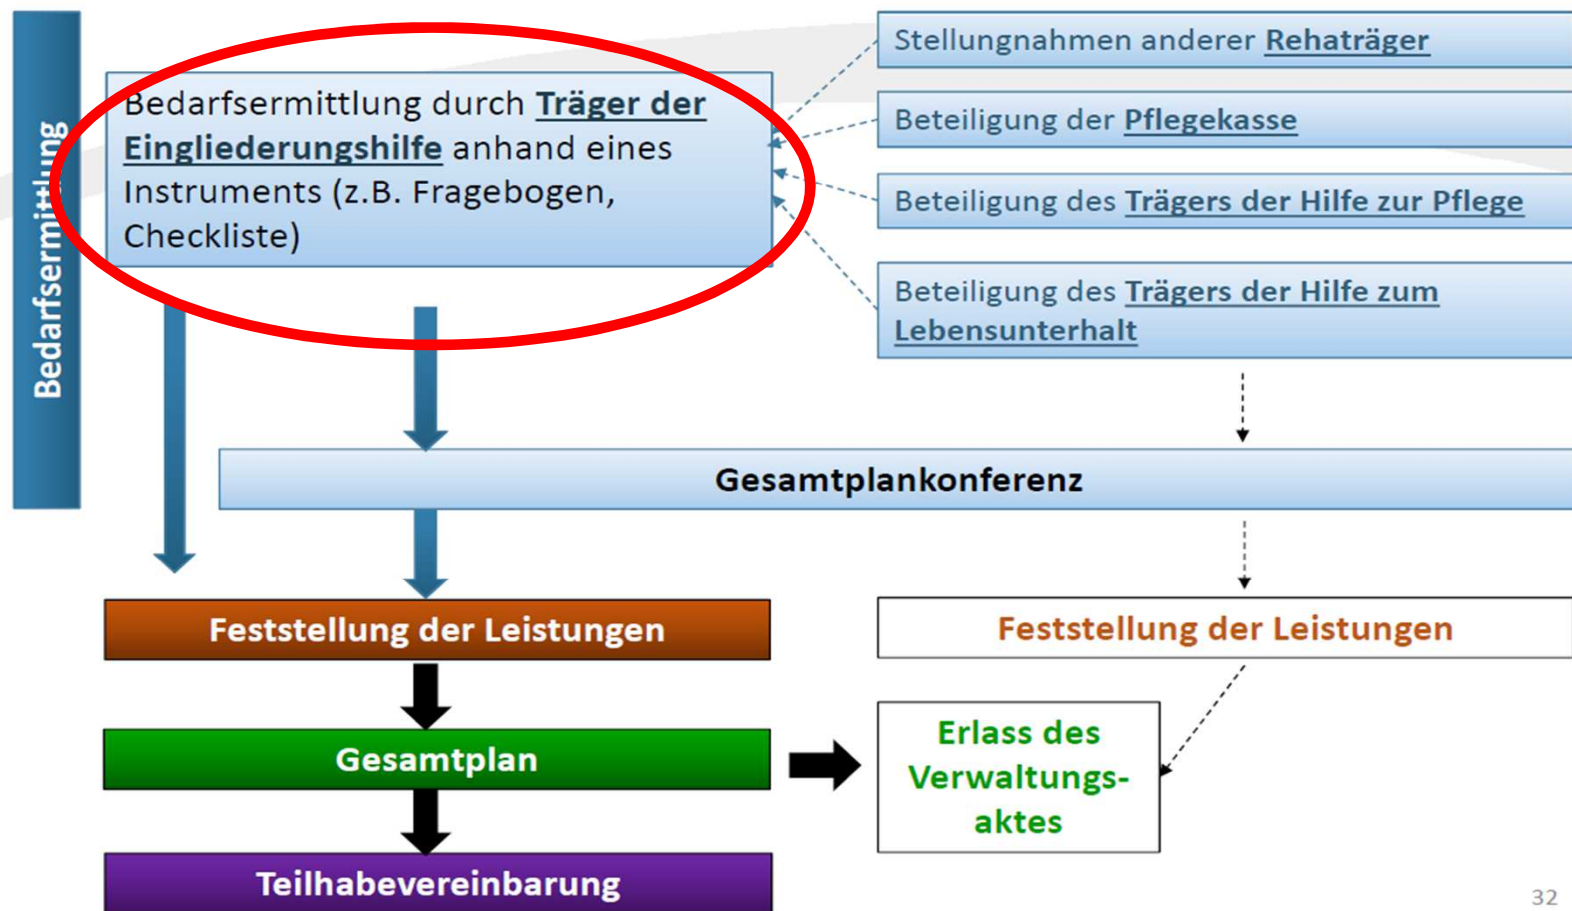 Bedarfsermittlung
Bedarfsermittlung durch Träger der
Eingliederungshilfe anhand eines
Instruments (z.B. Fragebogen,
Checkliste)
Stellungnahmen anderer Rehaträger
Beteiligung der Pflegekasse
Beteiligung des Trägers der Hilfe zur Pflege
Beteiligung des Trägers der Hilfe zum
Lebensunterhalt
Gesamtplankonferenz
Feststellung der Leistungen
Feststellung der Leistungen
Gesamtplan
Erlass des
Verwaltungs-
aktes
Teilhabevereinbarung
32